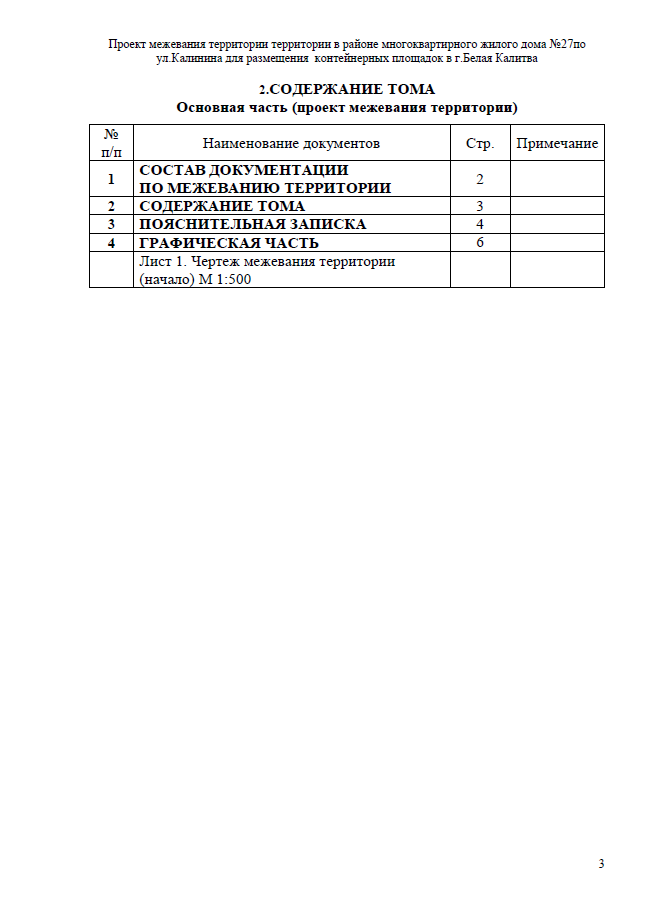 Проект межевания территории территории в районе многоквартирного жилого дома №27по
ул.Калинина для размещения  контейнерных площадок в г.Белая Калитва
2.СОДЕРЖАНИЕ ТОМА
Основная часть (проект межевания территории)
№ п/п Наименование документов Стр. Примечание
1 СОСТАВ ДОКУМЕНТАЦИИ
ПО МЕЖЕВАНИЮ ТЕРРИТОРИИ 2
2 СОДЕРЖАНИЕ ТОМА 3
3 ПОЯСНИТЕЛЬНАЯ ЗАПИСКА 4
4 ГРАФИЧЕСКАЯ ЧАСТЬ 6
Лист 1. Чертеж межевания территории
(начало) М 1:500
3